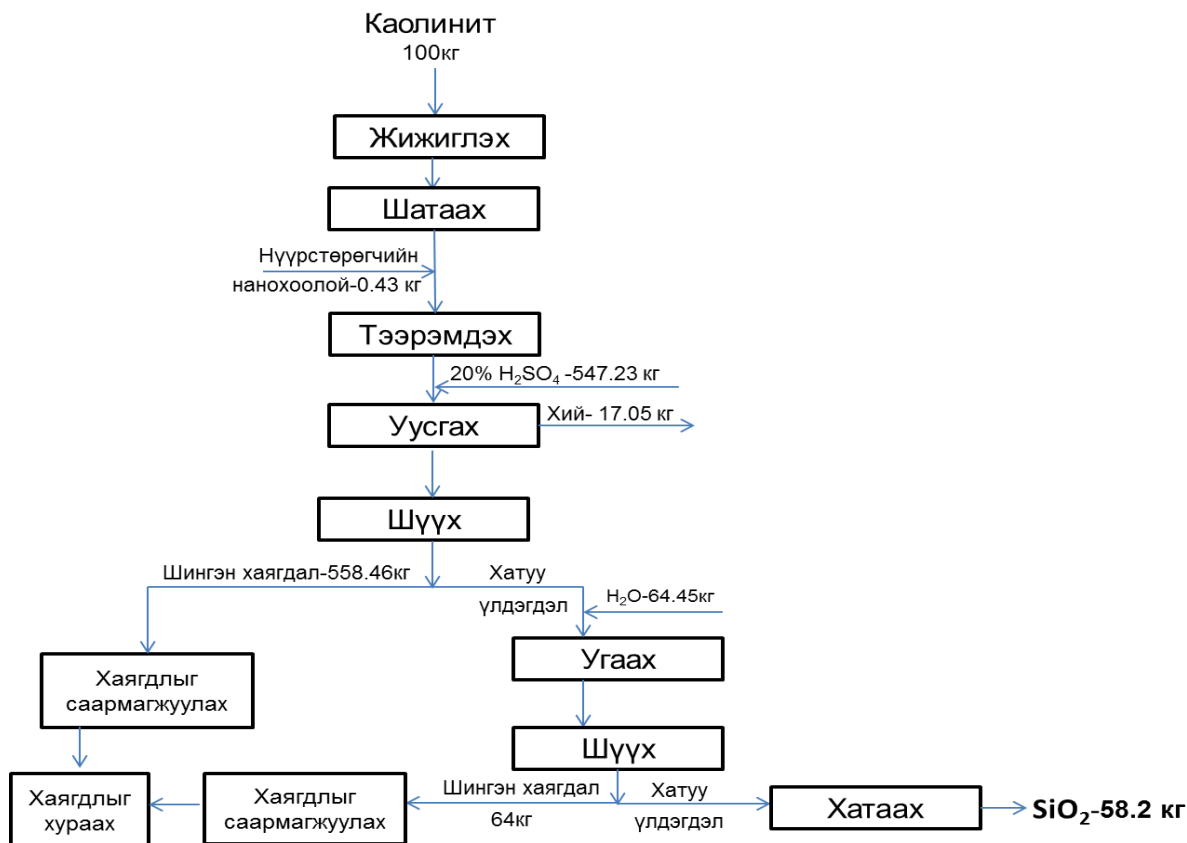 Каолинит
100кг
Жижиглэх
Шатаах
Нүүрстөрөгчийн
нанохоолой-0.43 кг
Тээрэмдэх
20% H₂SO₄ -547.23 кг
Уусгах
Хий- 17.05 кг
Шүүх
Шингэн хаягдал-558.46кг
Хатуу
үлдэгдэл
H₂O-64.45кг
Угаах
Хаягдлыг
саармагжуулах
Шүүх
Шингэн хаягдал
64кг
Хатуу
үлдэгдэл
Хаягдлыг
хураах
Хаягдлыг
саармагжуулах
Хатаах
SiO₂-58.2 кг